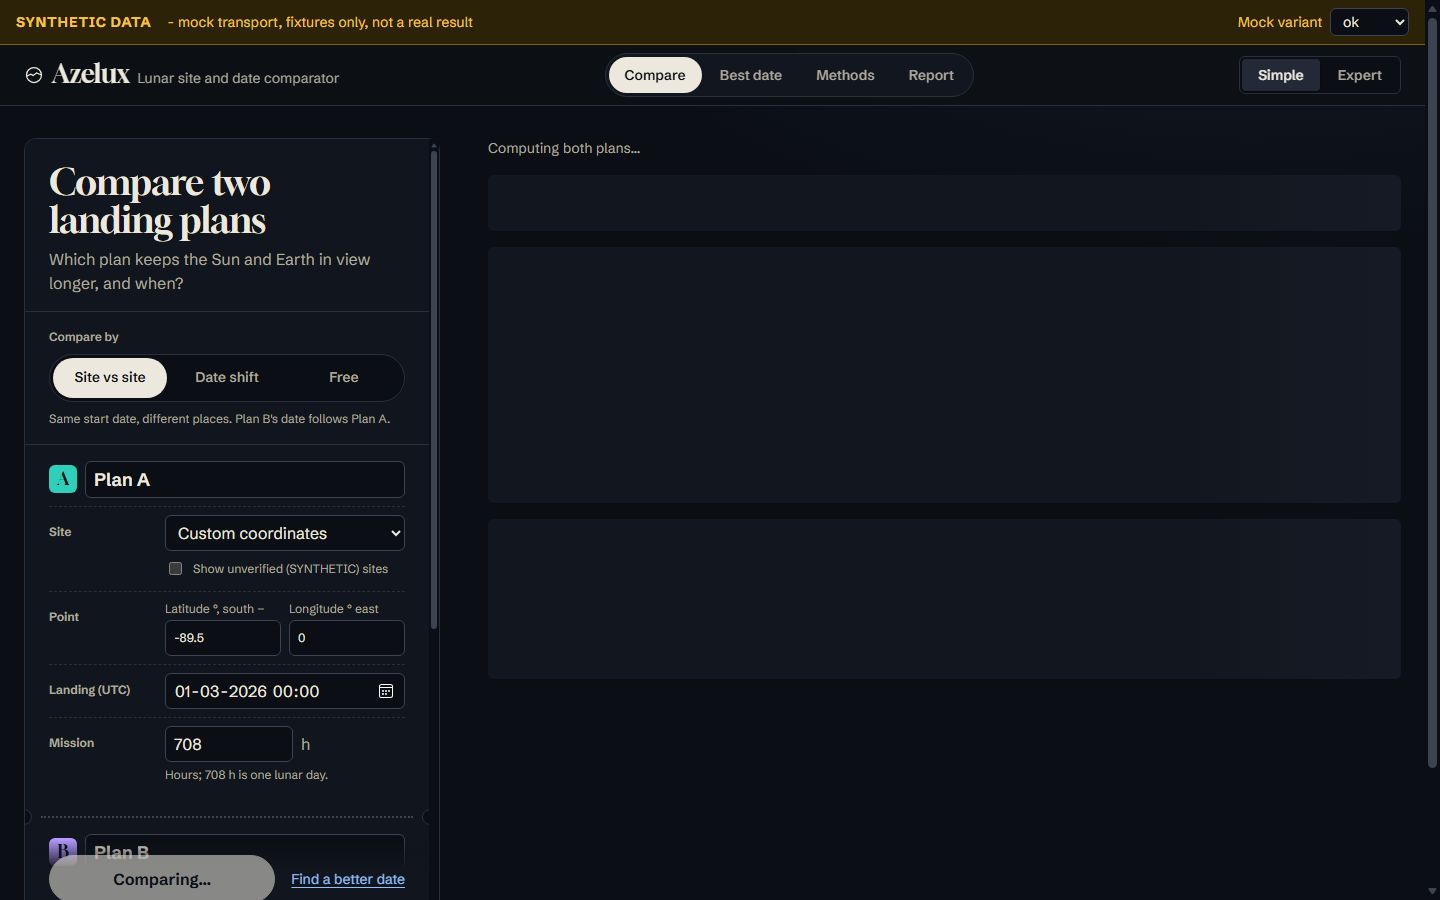 SYNTHETIC DATA - mock transport, fixtures only, not a real result
Mock variant ok
Azelux Lunar site and date comparator
Compare Best date Methods Report
Simple Expert
Compare two
landing plans
Which plan keeps the Sun and Earth in view
longer, and when?
Compare by
Site vs site Date shift Free
Same start date, different places. Plan B's date follows Plan A.
A Plan A
Site Custom coordinates
Show unverified (SYNTHETIC) sites
Point
Latitude °, south – Longitude ° east
-89.5 0
Landing (UTC) 01-03-2026 00:00
Mission 708 h
Hours; 708 h is one lunar day.
B Plan B
Comparing... Find a better date
Computing both plans...